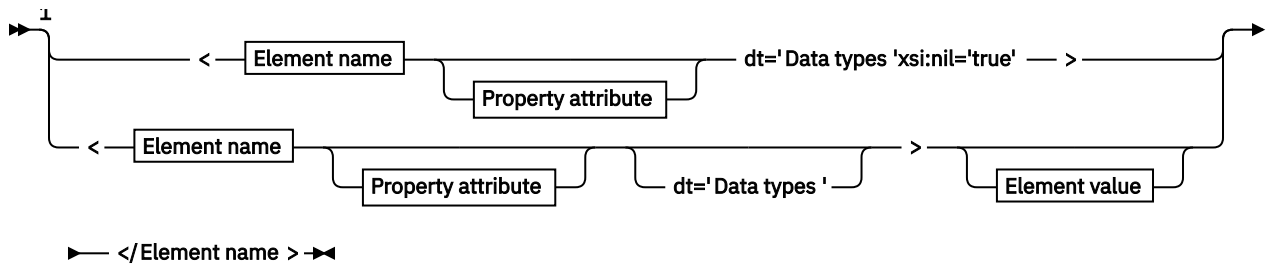 1
< Element name dt='Data types 'xsi:nil='true' >
Property attribute
< Element name >
Property attribute dt='Data types ' Element value
</Element name >